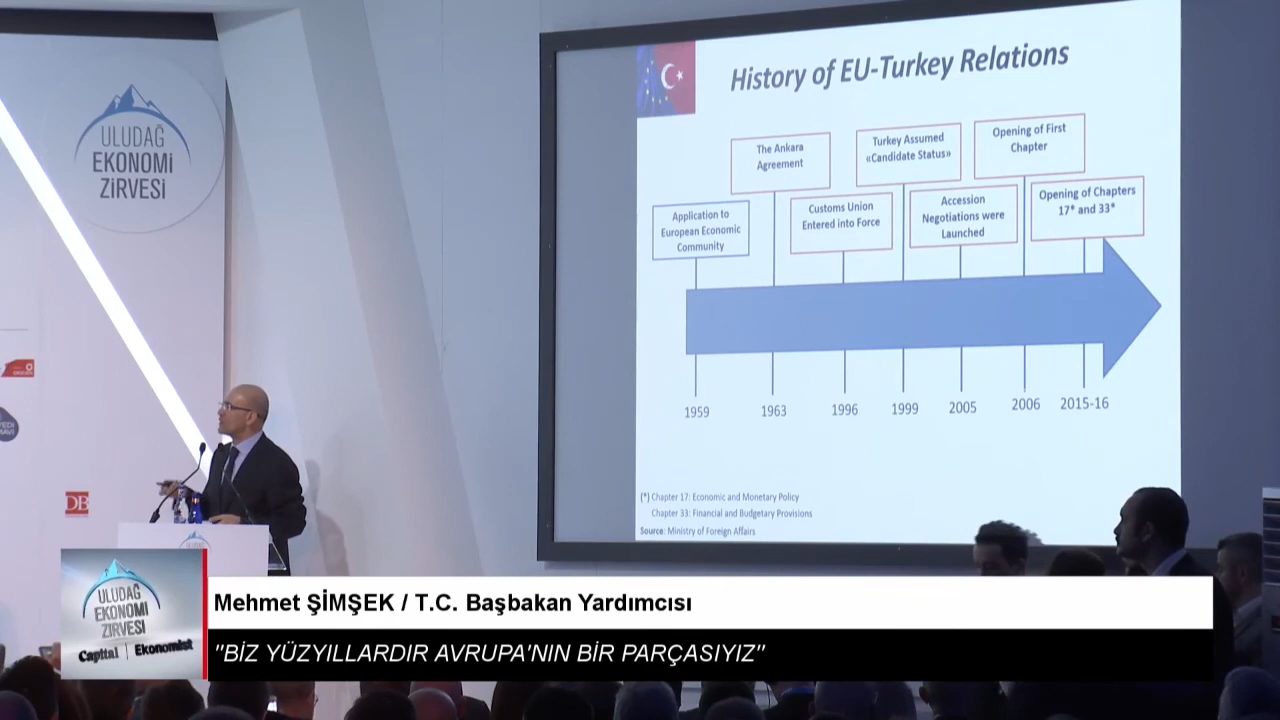 ULUDAĞ
EKONOMİ
ZİRVESİ
DB
History of EU-Turkey Relations
The Ankara
Agreement
Turkey Assumed
«Candidate Status»
Opening of First
Chapter
Application to
European Economic
Community
Customs Union
Entered into Force
Accession
Negotiations were
Launched
Opening of Chapters
17* and 33*
1959
1963
1996
1999
2005
2006
2015-16
(*) Chapter 17: Economic and Monetary Policy
Chapter 33: Financial and Budgetary Provisions
Source: Ministry of Foreign Affairs
ULUDAĞ
EKONOMİ
ZİRVESİ
Capital | Ekonomist
Mehmet ŞİMŞEK / T.C. Başbakan Yardımcısı
"BİZ YÜZYILLARDIR AVRUPA'NIN BİR PARÇASIYIZ"